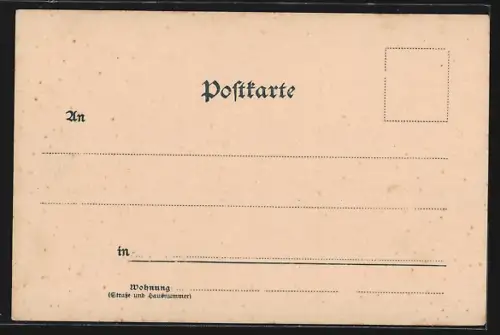 Poſtkarte
An
in
Wohnung
(Straße und Hausnummer)